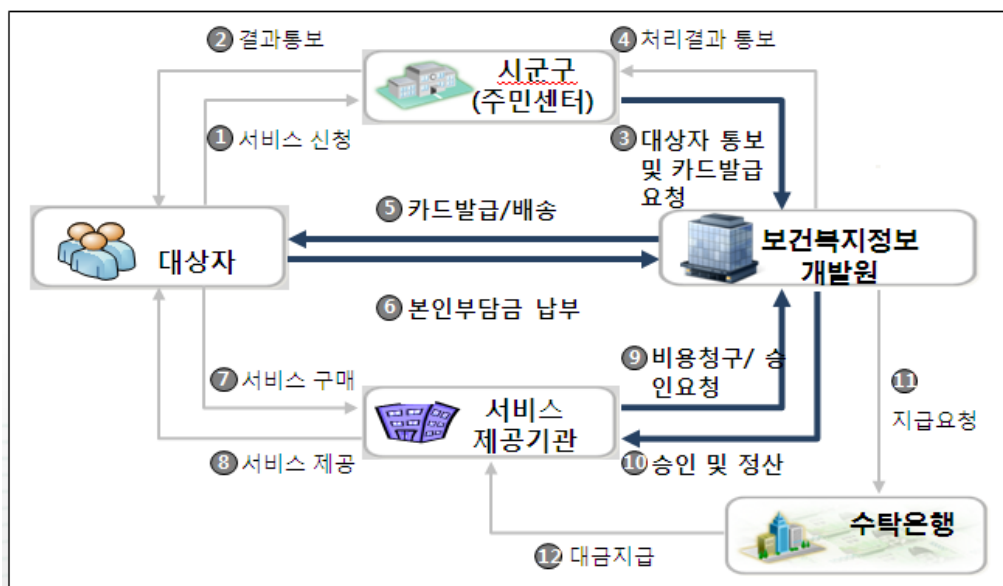 ② 결과통보
④ 처리결과 통보
시군구
(주민센터)
① 서비스 신청
③ 대상자 통보
및 카드발급
요청
⑤ 카드발급/배송
대상자
보건복지정보
개발원
⑥ 본인부담금 납부
⑨ 비용청구/ 승
인요청
⑦ 서비스 구매
⑪
지급요청
서비스
제공기관
⑧ 서비스 제공
⑩ 승인 및 정산
수탁은행
⑫ 대금지급